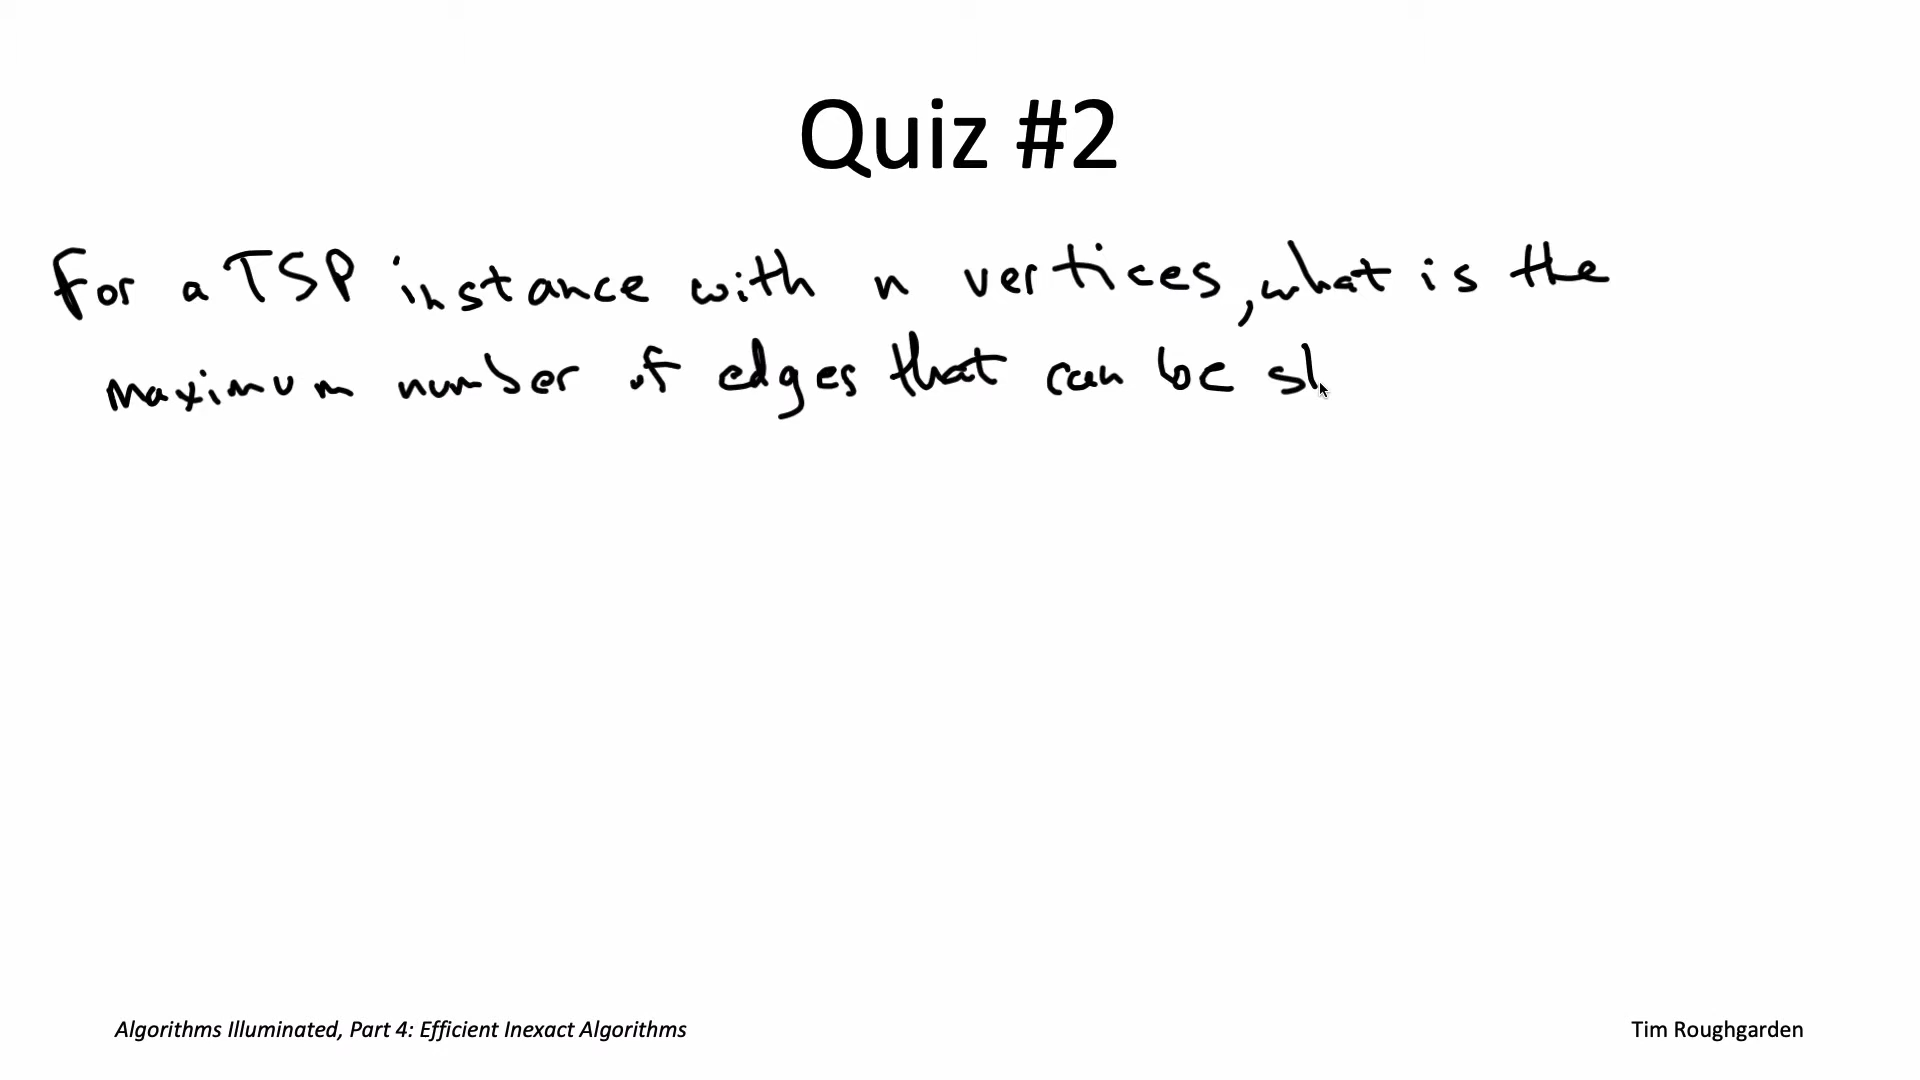 Quiz #2
For a TSP instance with n vertices, what is the
maximum number of edges that can be sh
Algorithms Illuminated, Part 4: Efficient Inexact Algorithms
Tim Roughgarden